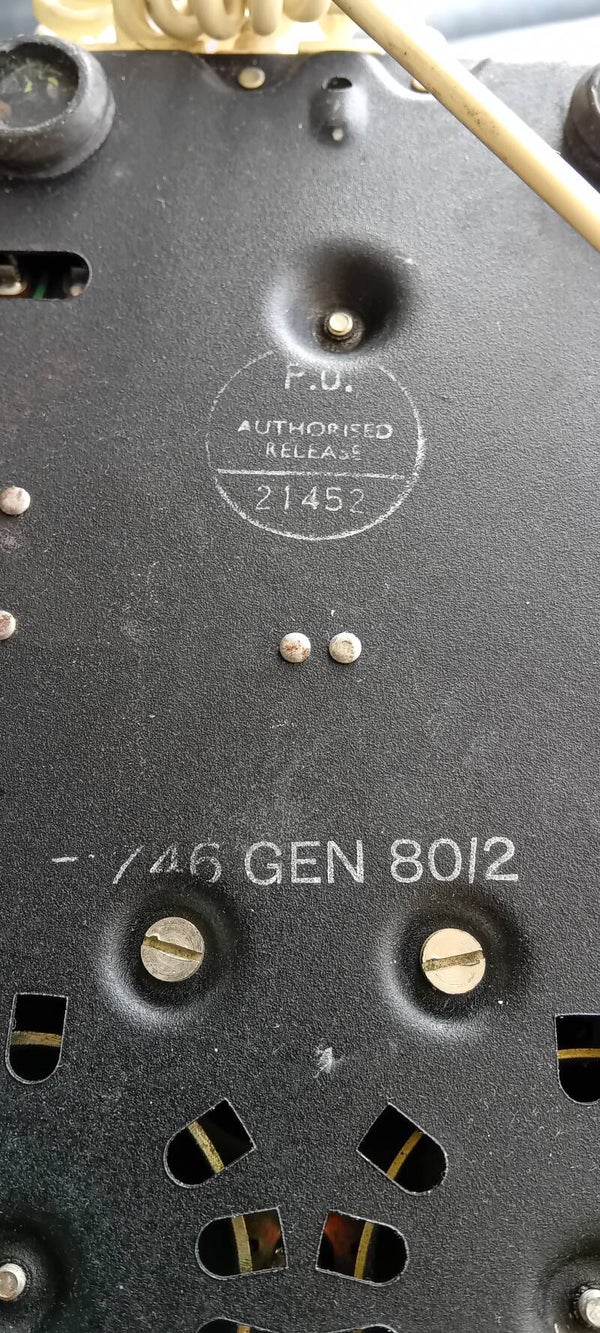 P.O.
AUTHORISED
RELEASE
21452
746 GEN 80/2